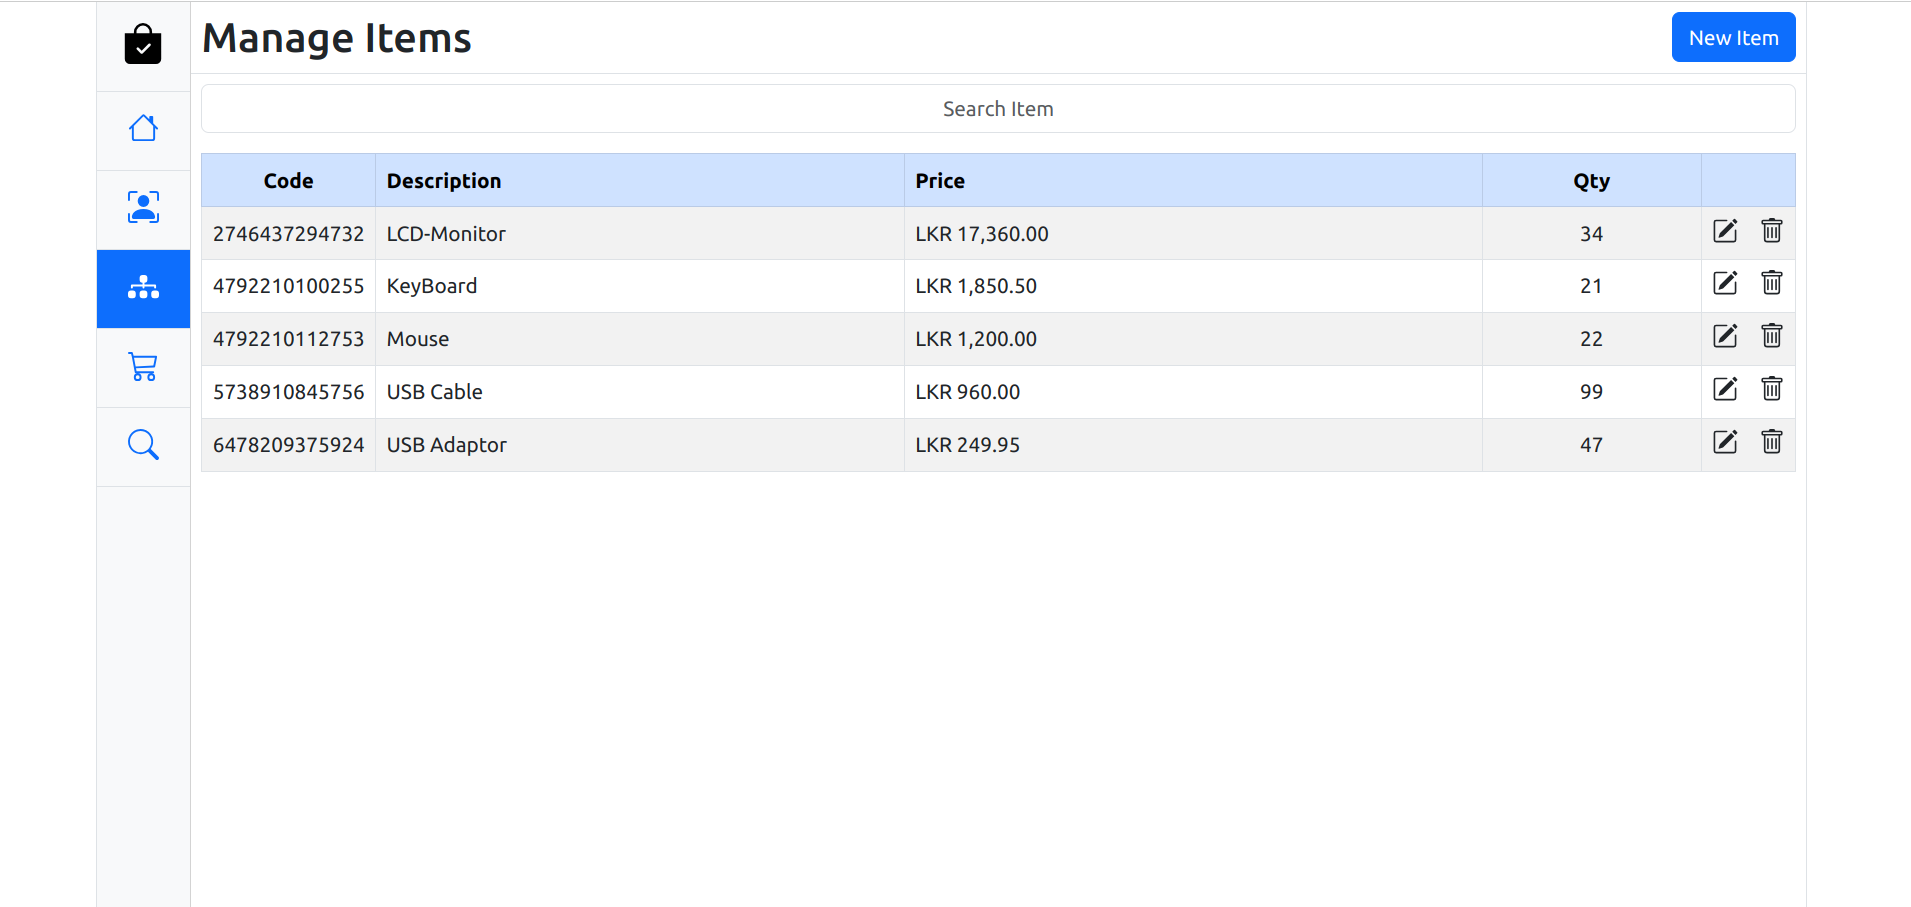 Manage Items
New Item
Search Item
Code Description Price Qty
2746437294732 LCD-Monitor LKR 17,360.00 34
4792210100255 KeyBoard LKR 1,850.50 21
4792210112753 Mouse LKR 1,200.00 22
5738910845756 USB Cable LKR 960.00 99
6478209375924 USB Adaptor LKR 249.95 47